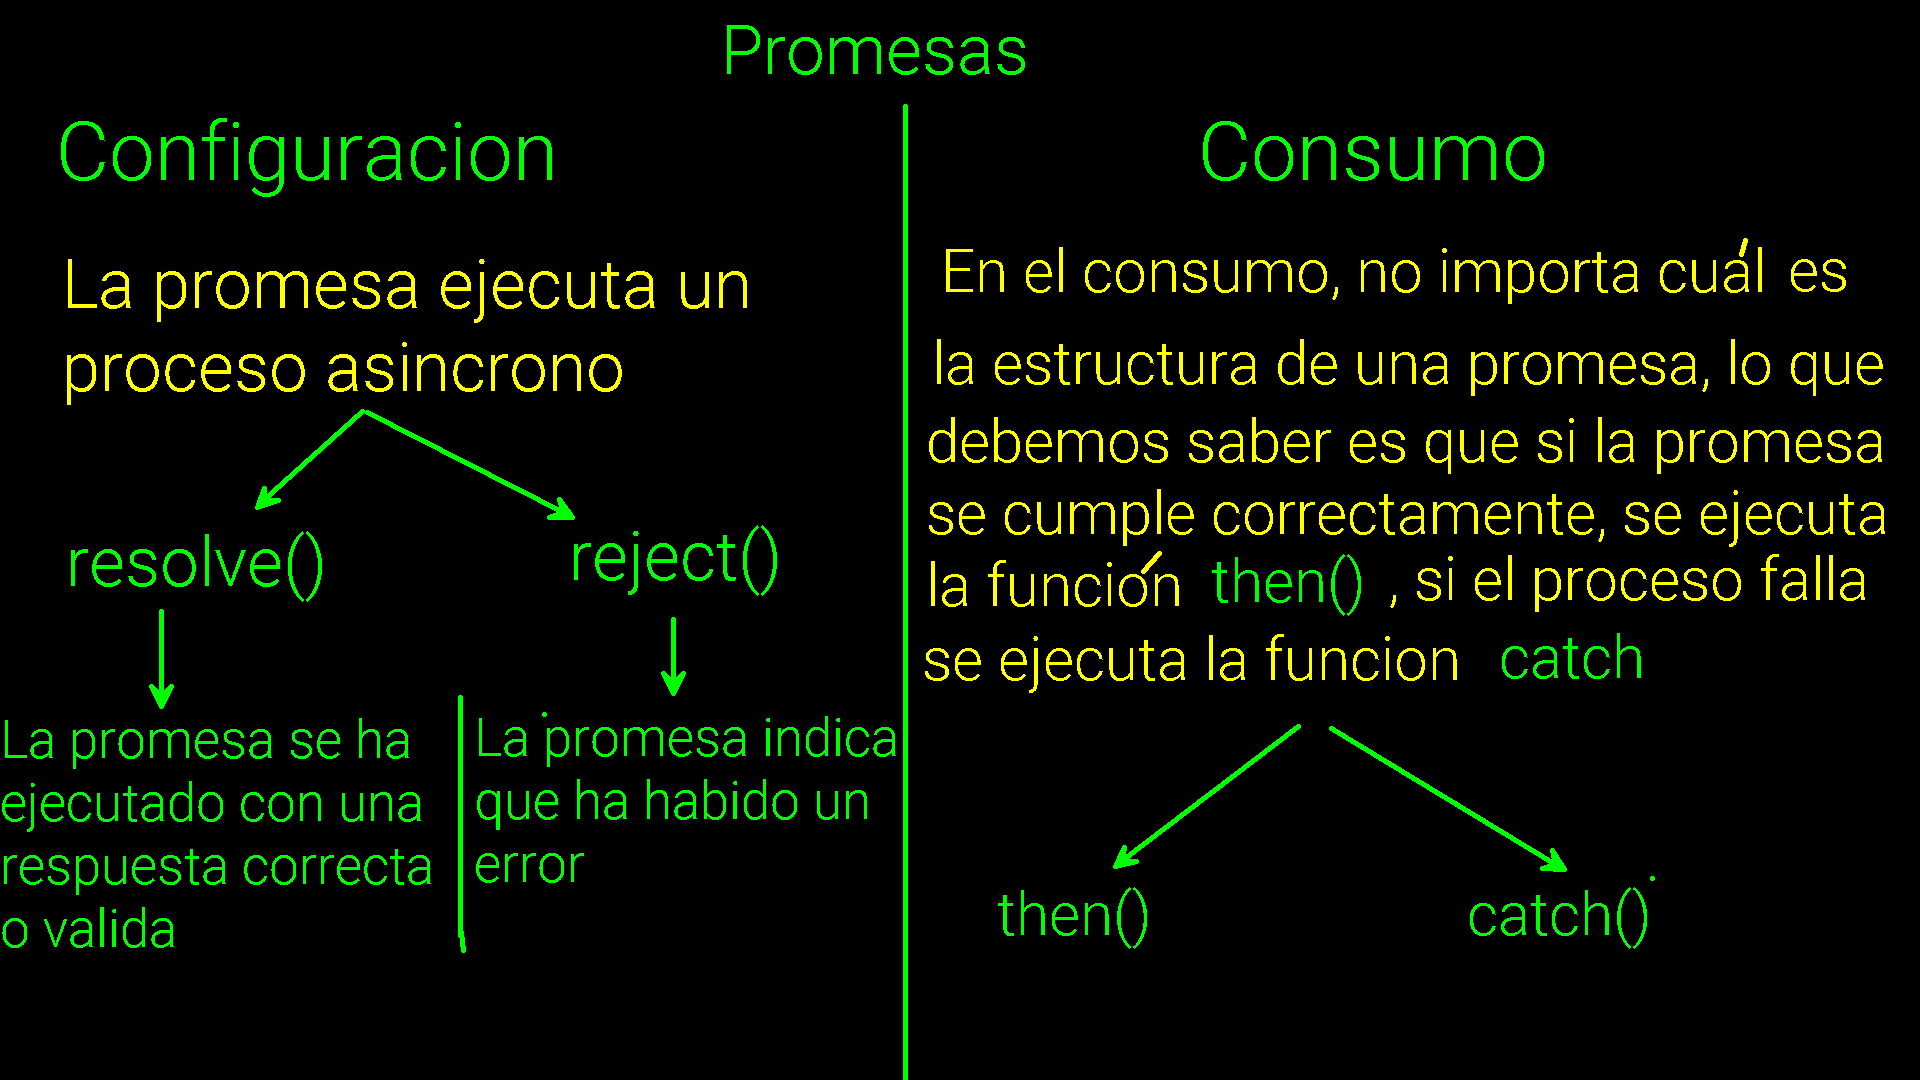 Promesas
Configuracion
La promesa ejecuta un
proceso asincrono
resolve()
reject()
La promesa se ha
ejecutado con una
respuesta correcta
o valida
La promesa indica
que ha habido un
error
Consumo
En el consumo, no importa cuál es
la estructura de una promesa, lo que
debemos saber es que si la promesa
se cumple correctamente, se ejecuta
la función then() , si el proceso falla
se ejecuta la funcion catch
then()
catch()